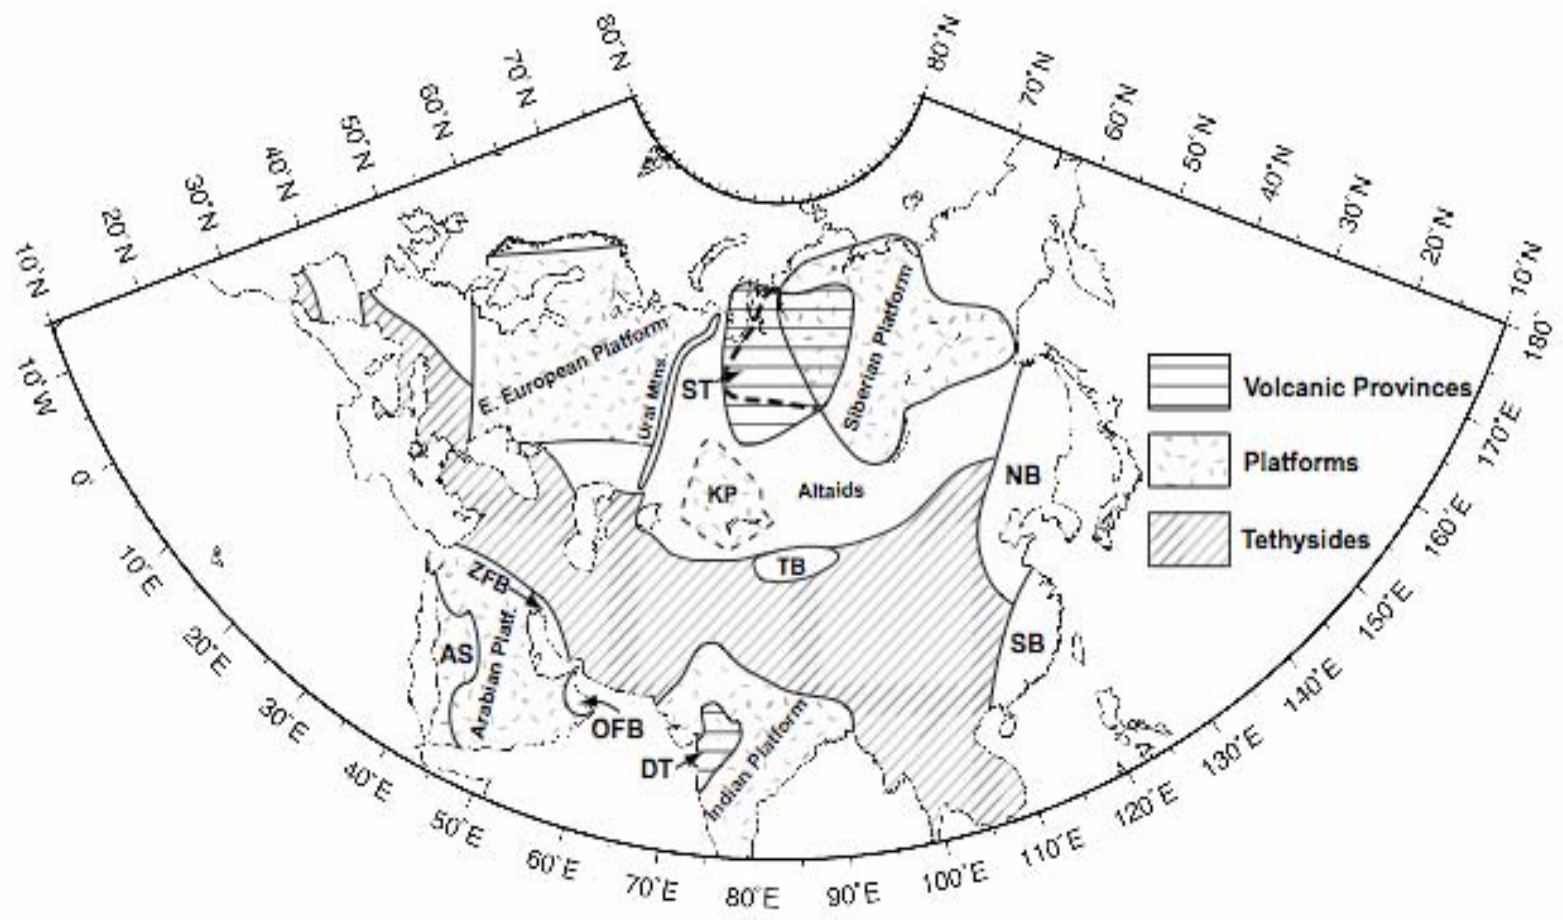 80°N
80°N
70°N
70°N
60°N
60°N
50°N
50°N
40°N
40°N
30°N
30°N
20°N
20°N
10°N
10°N
180°
10°W
170°E
0°
160°E
10°E
150°E
20°E
140°E
30°E
130°E
40°E
120°E
50°E
110°E
60°E
100°E
70°E
80°E
90°E
E. European Platform
Ural Mtns.
ST
Siberian Platform
KP
Altaids
NB
TB
ZFB
AS
Arabian Platf.
SB
OFB
DT
Indian Platform
Volcanic Provinces
Platforms
Tethysides